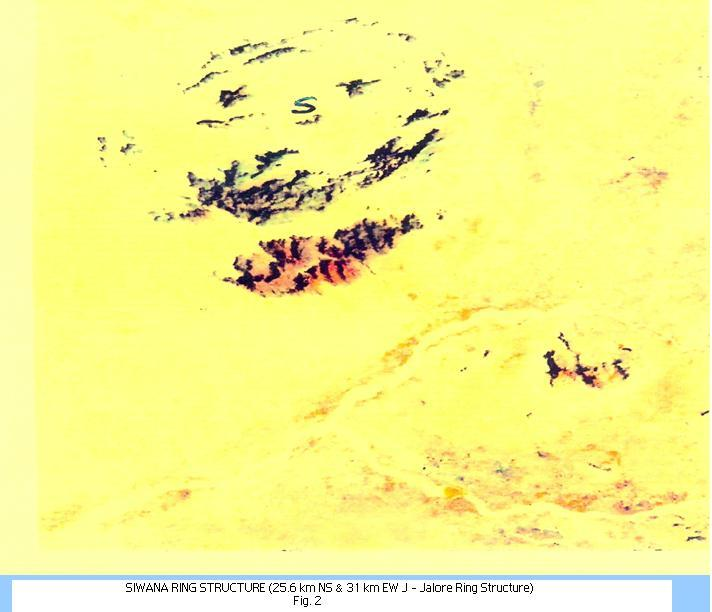 S
SIWANA RING STRUCTURE (25.6 km NS & 31 km EW J - Jalore Ring Structure)
Fig. 2